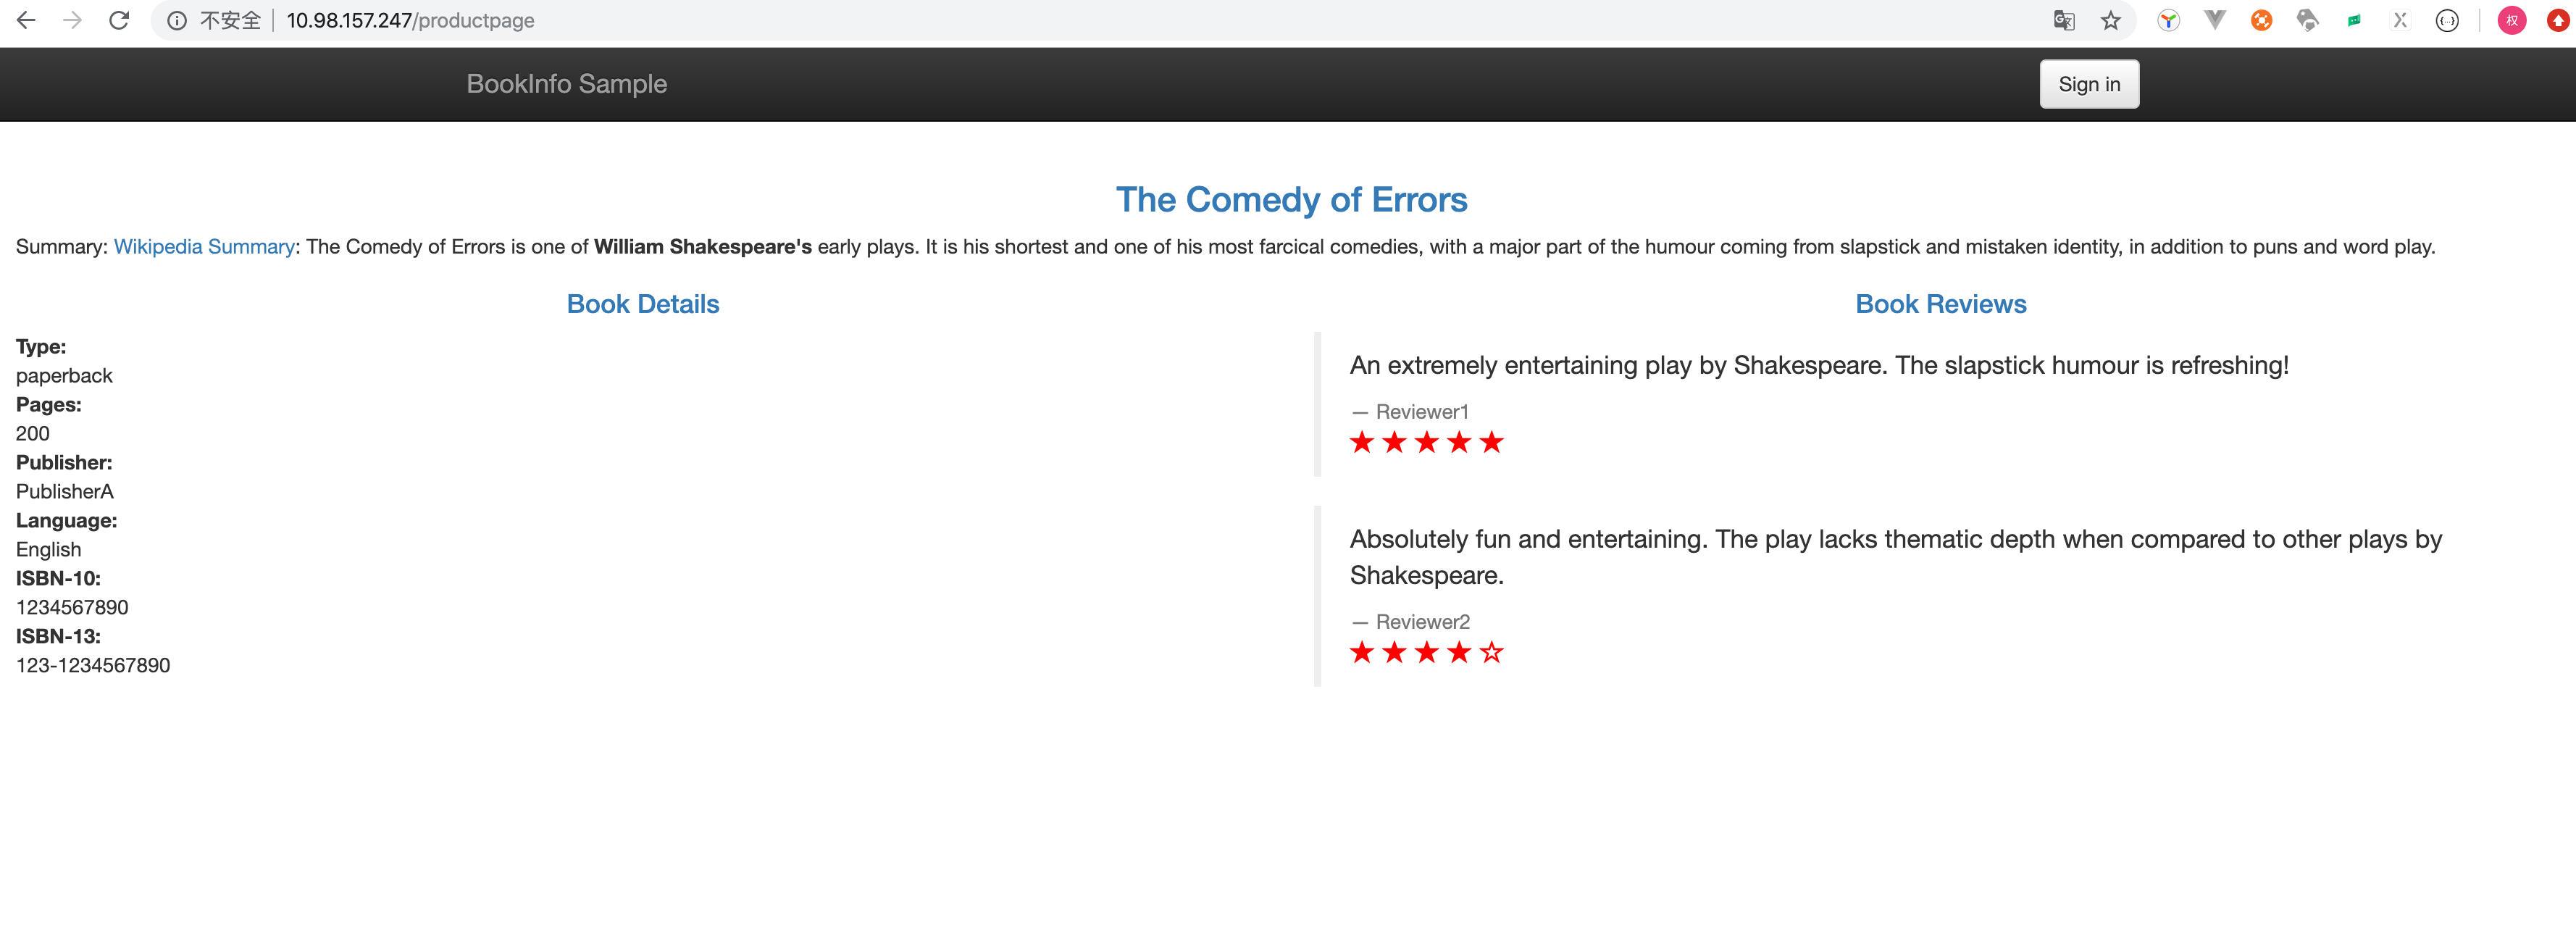 不安全 10.98.157.247/productpage
权
BookInfo Sample
Sign in
The Comedy of Errors
Summary: Wikipedia Summary: The Comedy of Errors is one of William Shakespeare's early plays. It is his shortest and one of his most farcical comedies, with a major part of the humour coming from slapstick and mistaken identity, in addition to puns and word play.
Book Details
Type:
paperback
Pages:
200
Publisher:
PublisherA
Language:
English
ISBN-10:
1234567890
ISBN-13:
123-1234567890
Book Reviews
An extremely entertaining play by Shakespeare. The slapstick humour is refreshing!
— Reviewer1
Absolutely fun and entertaining. The play lacks thematic depth when compared to other plays by
Shakespeare.
— Reviewer2